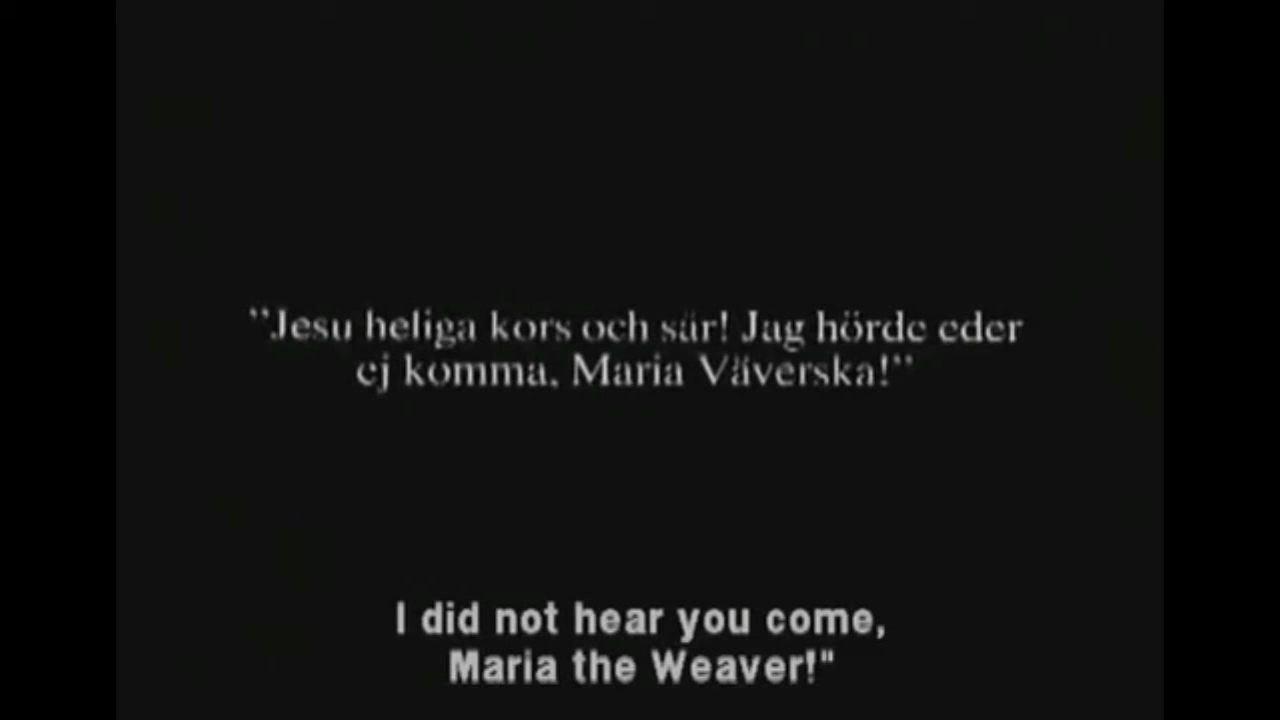 "Jesu heliga kors och sår! Jag hörde eder
ej komma, Maria Väverska!"
I did not hear you come,
Maria the Weaver!"